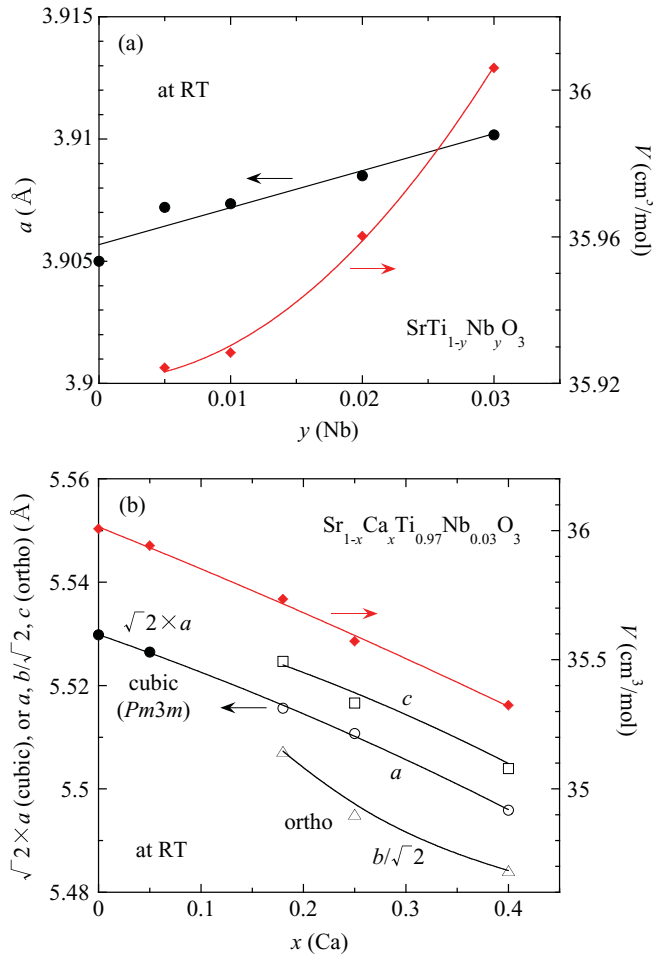 (a)
at RT
3.915
3.91
3.905
3.9
a (Å)
36
35.96
35.92
V (cm³/mol)
SrTi₁₋yNbyO₃
0 0.01 0.02 0.03
y (Nb)
(b)
Sr₁₋ₓCaₓTi₀.₉₇Nb₀.₀₃O₃
5.56
5.54
5.52
5.5
5.48
√2×a (cubic), or a, b/√2, c (ortho) (Å)
36
35.5
35
V (cm³/mol)
√2×a
cubic
(Pm3m)
c
a
ortho
b/√2
at RT
0 0.1 0.2 0.3 0.4
x (Ca)